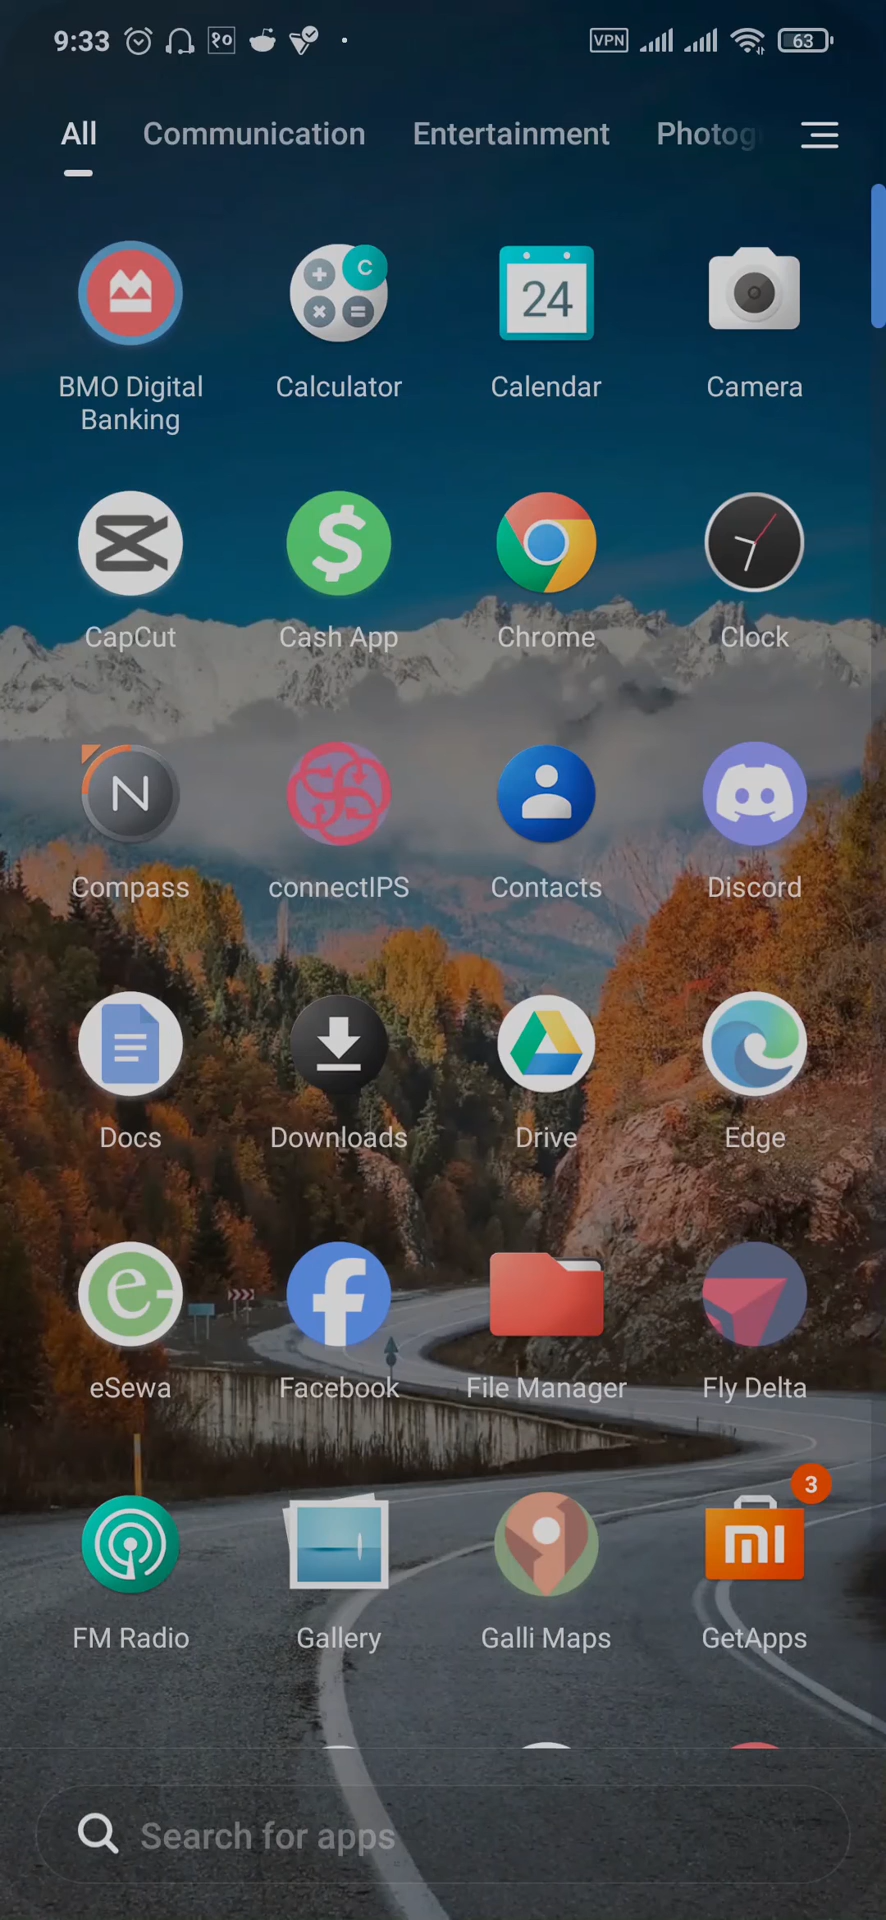 9:33 १० VPN 63
All Communication Entertainment Photog
C
24
BMO Digital Banking Calculator Calendar Camera
CapCut Cash App Chrome Clock
N
Compass connectIPS Contacts Discord
Docs Downloads Drive Edge
e f
eSewa Facebook File Manager Fly Delta
3
mi
FM Radio Gallery Galli Maps GetApps
Search for apps